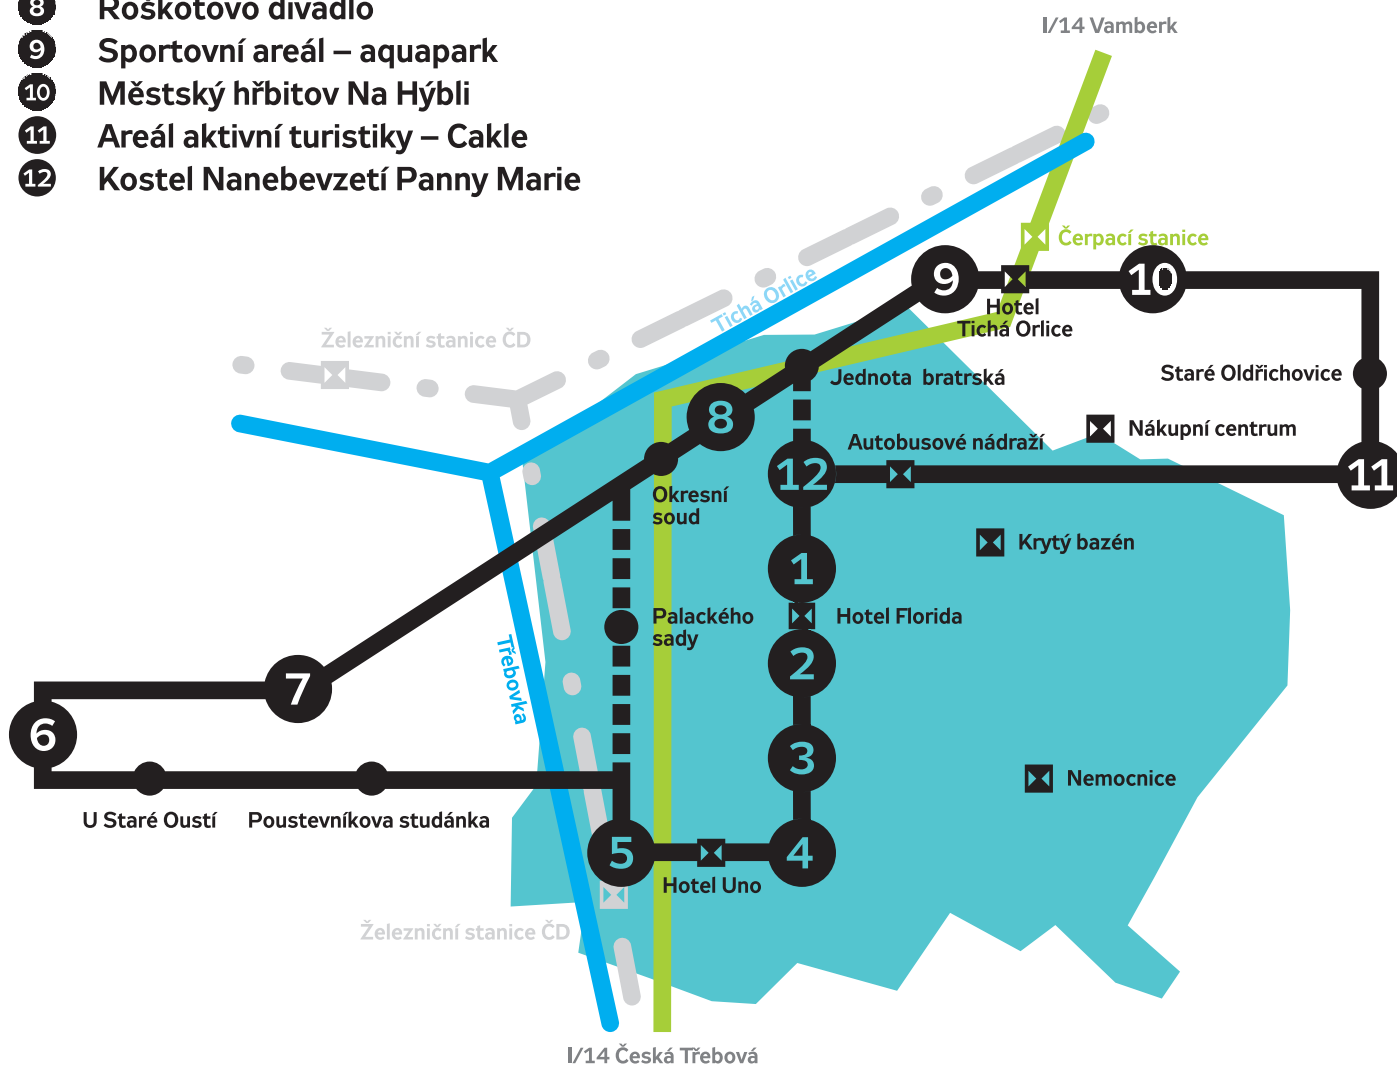 8 Roškotovo divadlo
9 Sportovní areál – aquapark
10 Městský hřbitov Na Hýbli
11 Areál aktivní turistiky – Cakle
12 Kostel Nanebevzetí Panny Marie
I/14 Vamberk
Čerpací stanice
9
10
Hotel
Tichá Orlice
Tichá Orlice
Železniční stanice ČD
Jednota bratrská
Staré Oldřichovice
8
Nákupní centrum
Autobusové nádraží
12
11
Okresní
soud
Krytý bazén
1
Palackého
sady
Hotel Florida
2
Třebovka
7
6
3
Nemocnice
U Staré Oustí
Poustevníkova studánka
5
4
Hotel Uno
Železniční stanice ČD
I/14 Česká Třebová